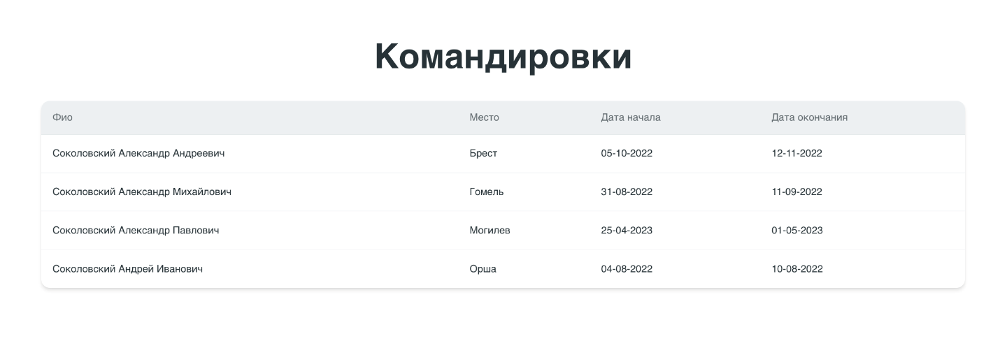 Командировки
Фио Место Дата начала Дата окончания
Соколовский Александр Андреевич Брест 05-10-2022 12-11-2022
Соколовский Александр Михайлович Гомель 31-08-2022 11-09-2022
Соколовский Александр Павлович Могилев 25-04-2023 01-05-2023
Соколовский Андрей Иванович Орша 04-08-2022 10-08-2022